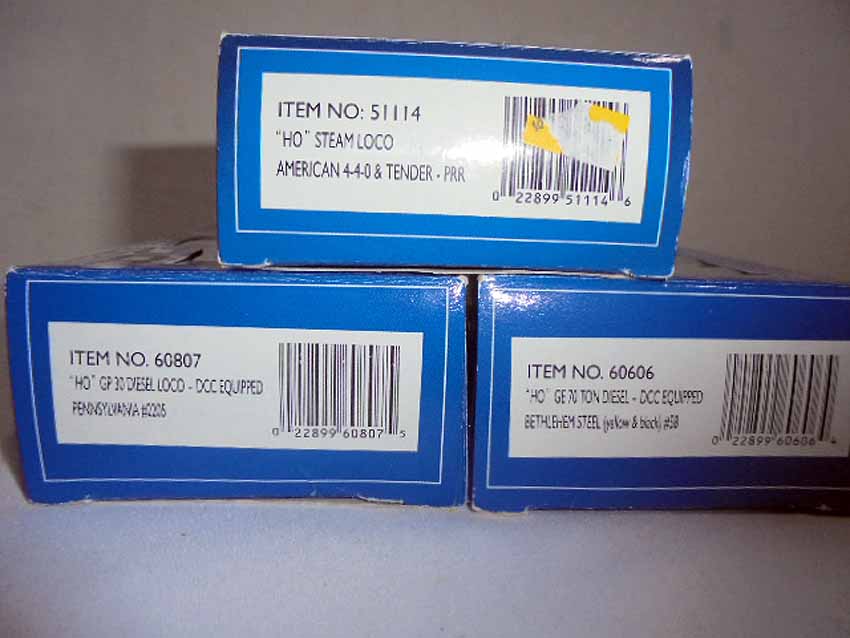 ITEM NO: 51114
"HO" STEAM LOCO
AMERICAN 4-4-0 & TENDER - PRR
0 22899 51114 6
ITEM NO. 60807
"HO" GP 30 DIESEL LOCO - DCC EQUIPPED
PENNSYLVANIA #2205
0 22899 60807 5
ITEM NO. 60606
"HO" GE 70 TON DIESEL - DCC EQUIPPED
BETHLEHEM STEEL (yellow & black) #58
0 22899 60606 4